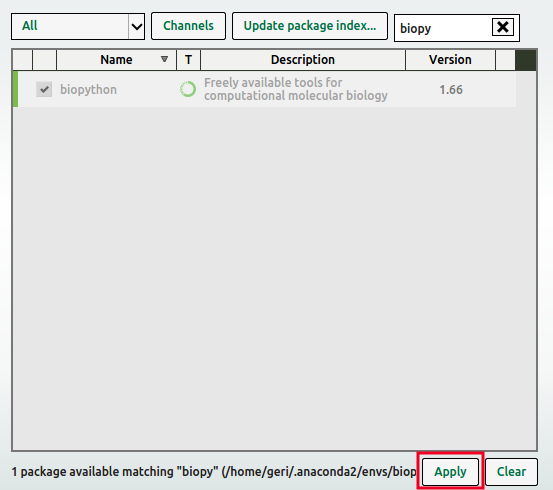 All Channels Update package index... biopy
Name T Description Version
biopython Freely available tools for computational molecular biology 1.66
1 package available matching "biopy" (/home/geri/.anaconda2/envs/biop Apply Clear